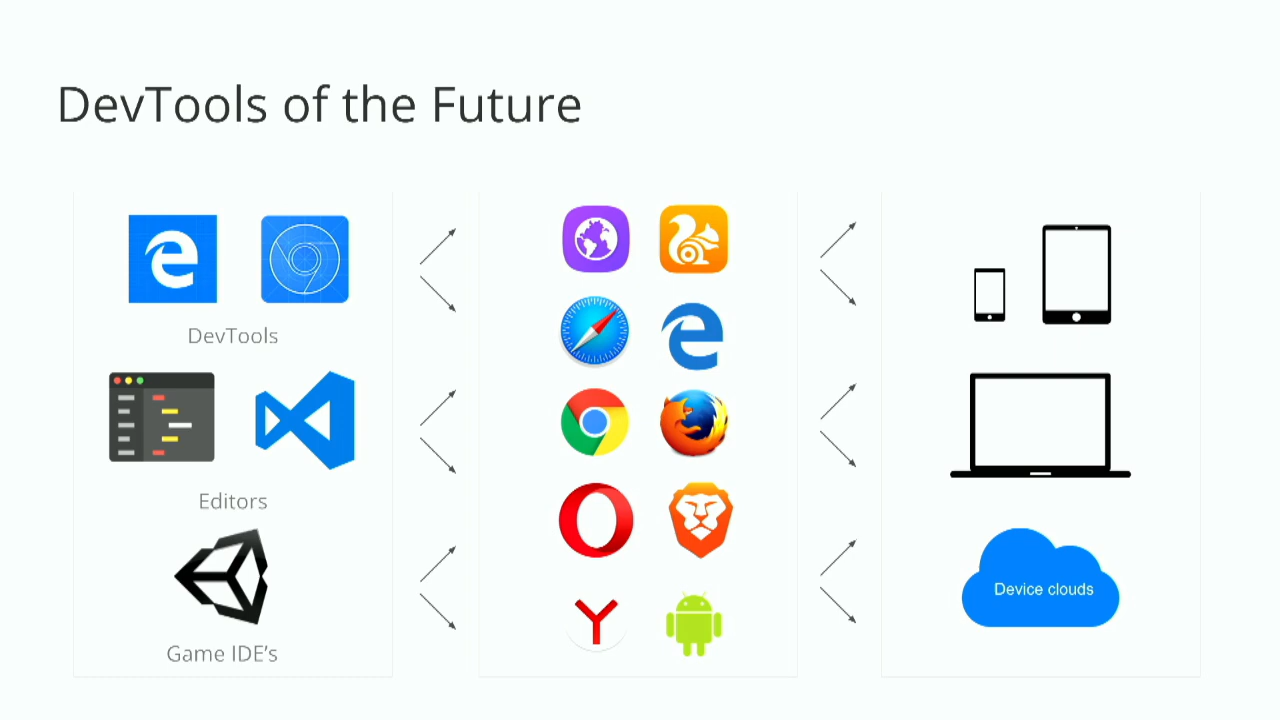 DevTools of the Future
DevTools
Editors
Game IDE’s
Device clouds